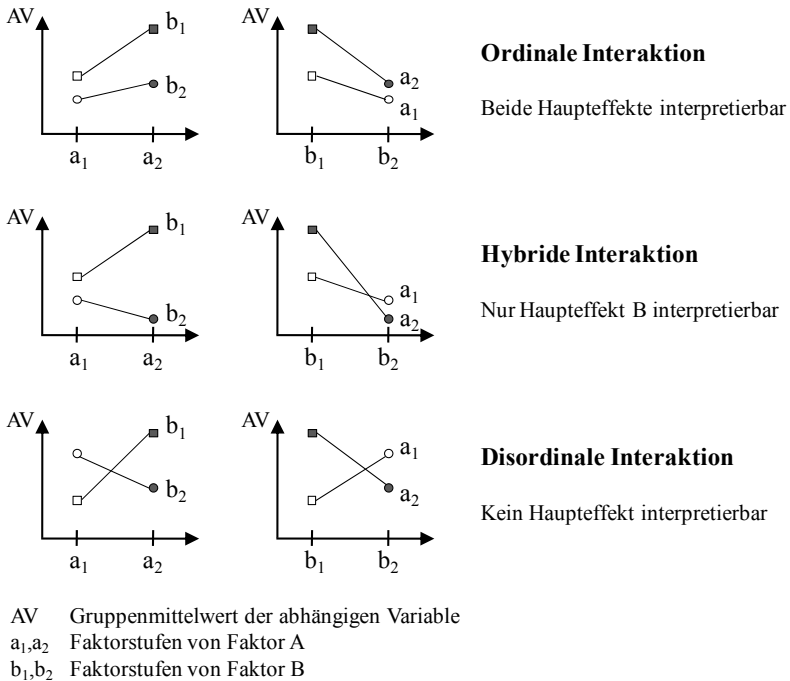 AV
b₁
b₂
a₁ a₂
AV
a₂
a₁
b₁ b₂
Ordinale Interaktion
Beide Haupteffekte interpretierbar
AV
b₁
b₂
a₁ a₂
AV
a₁
a₂
b₁ b₂
Hybride Interaktion
Nur Haupteffekt B interpretierbar
AV
b₁
b₂
a₁ a₂
AV
a₁
a₂
b₁ b₂
Disordinale Interaktion
Kein Haupteffekt interpretierbar
AV Gruppenmittelwert der abhängigen Variable
a₁,a₂ Faktorstufen von Faktor A
b₁,b₂ Faktorstufen von Faktor B